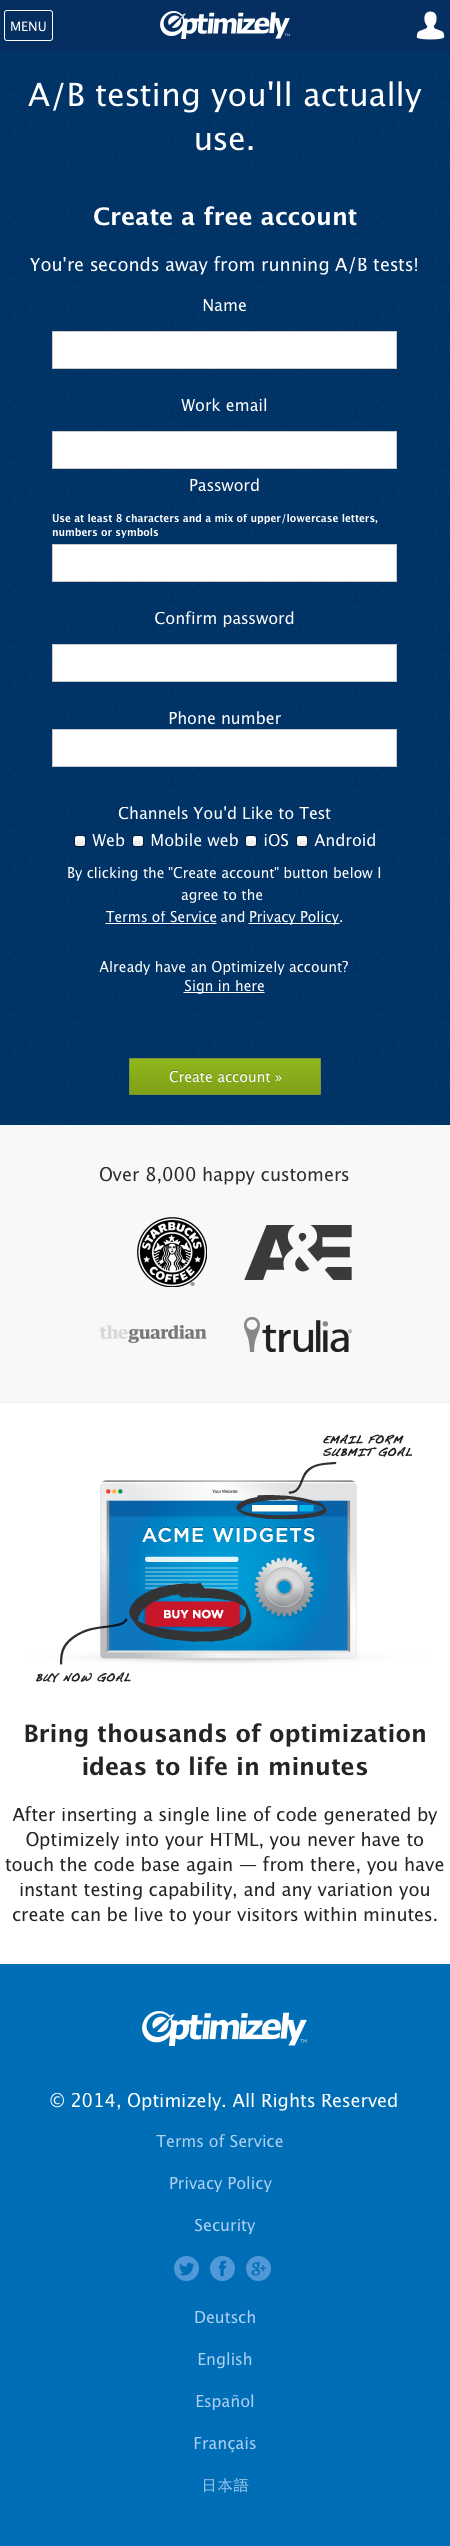 MENU
Optimizely
A/B testing you'll actually
use.
Create a free account
You're seconds away from running A/B tests!
Name
Work email
Password
Use at least 8 characters and a mix of upper/lowercase letters,
numbers or symbols
Confirm password
Phone number
Channels You'd Like to Test
Web Mobile web iOS Android
By clicking the "Create account" button below I
agree to the
Terms of Service and Privacy Policy.
Already have an Optimizely account?
Sign in here
Create account »
Over 8,000 happy customers
STARBUCKS
COFFEE
A&E
theguardian
trulia
EMAIL FORM
SUBMIT GOAL
Your Website
ACME WIDGETS
BUY NOW
BUY NOW GOAL
Bring thousands of optimization
ideas to life in minutes
After inserting a single line of code generated by
Optimizely into your HTML, you never have to
touch the code base again — from there, you have
instant testing capability, and any variation you
create can be live to your visitors within minutes.
Optimizely
© 2014, Optimizely. All Rights Reserved
Terms of Service
Privacy Policy
Security
Deutsch
English
Español
Français
日本語